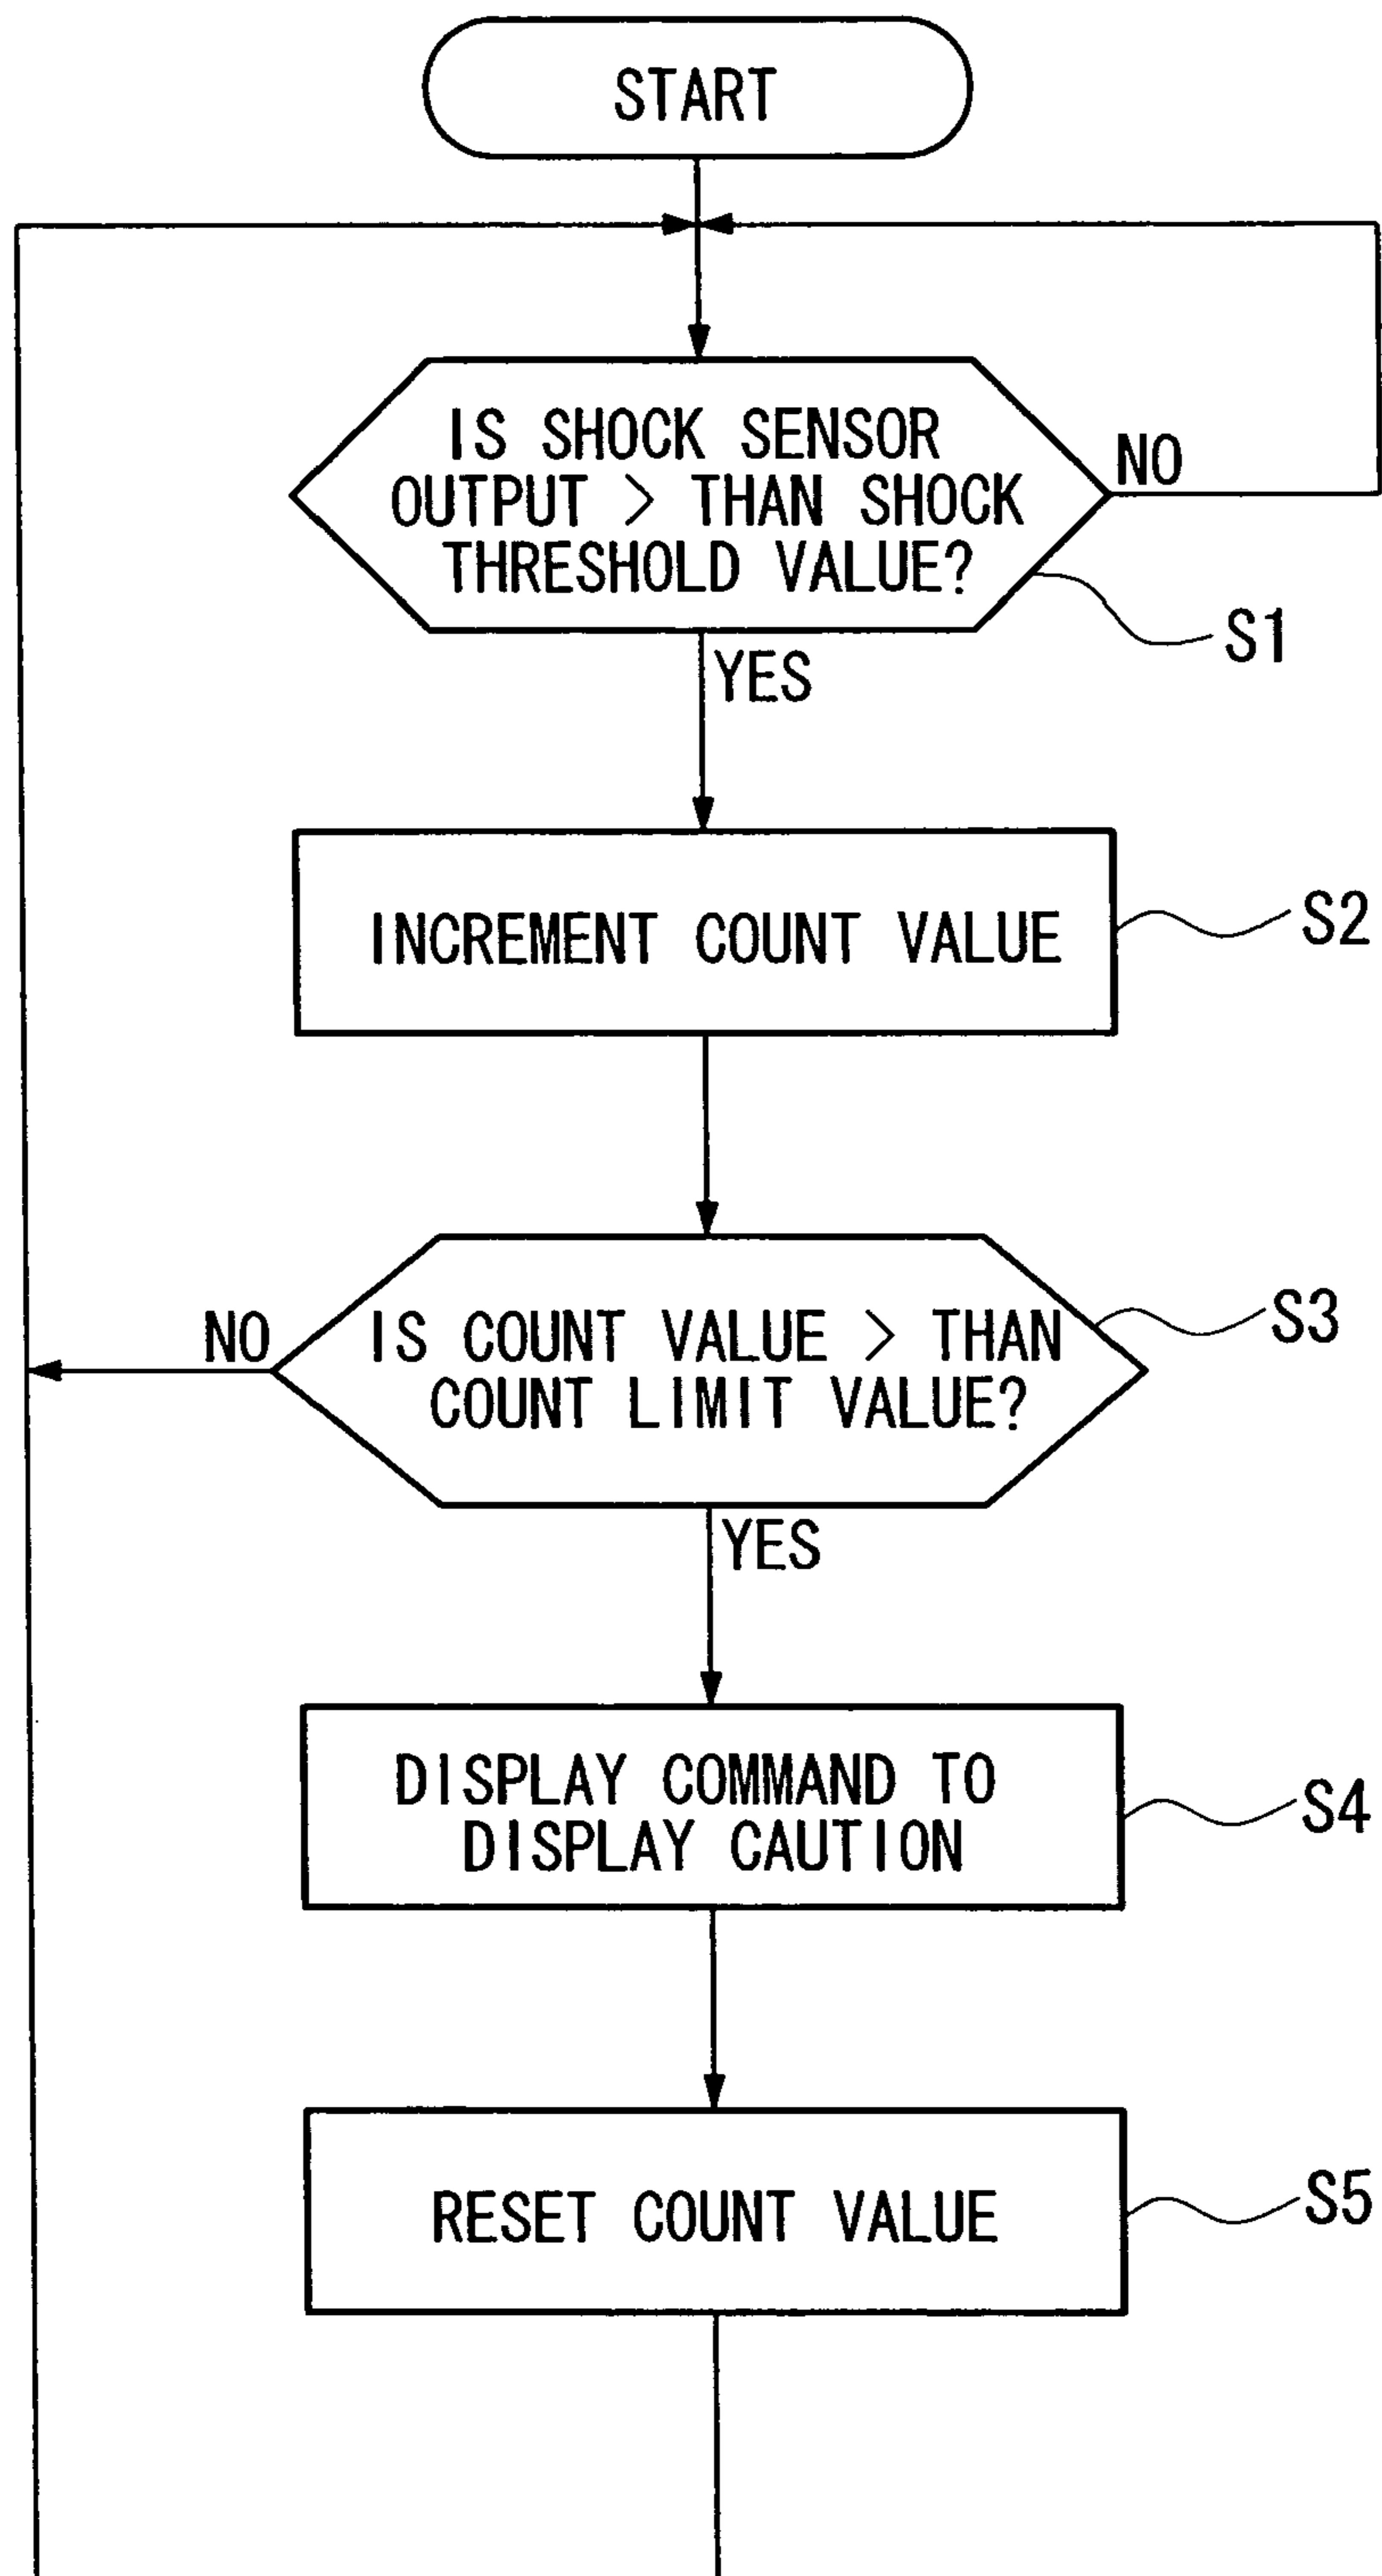 START
IS SHOCK SENSOR
OUTPUT > THAN SHOCK
THRESHOLD VALUE?
NO
S1
YES
INCREMENT COUNT VALUE
S2
IS COUNT VALUE > THAN
COUNT LIMIT VALUE?
NO
S3
YES
DISPLAY COMMAND TO
DISPLAY CAUTION
S4
RESET COUNT VALUE
S5